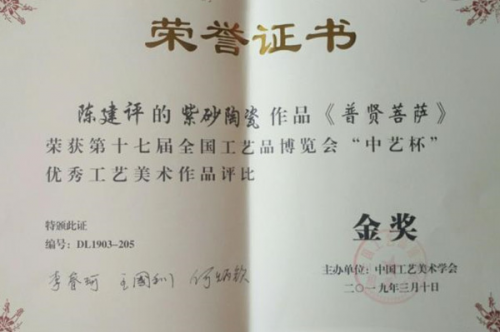 荣誉证书
陈建评的紫砂陶瓷作品《普贤菩萨》
荣获第十七届全国工艺品博览会“中艺杯”
优秀工艺美术作品评比
金奖
特颁此证
编号:DL1903-205
主办单位:中国工艺美术学会
二〇一九年三月十日